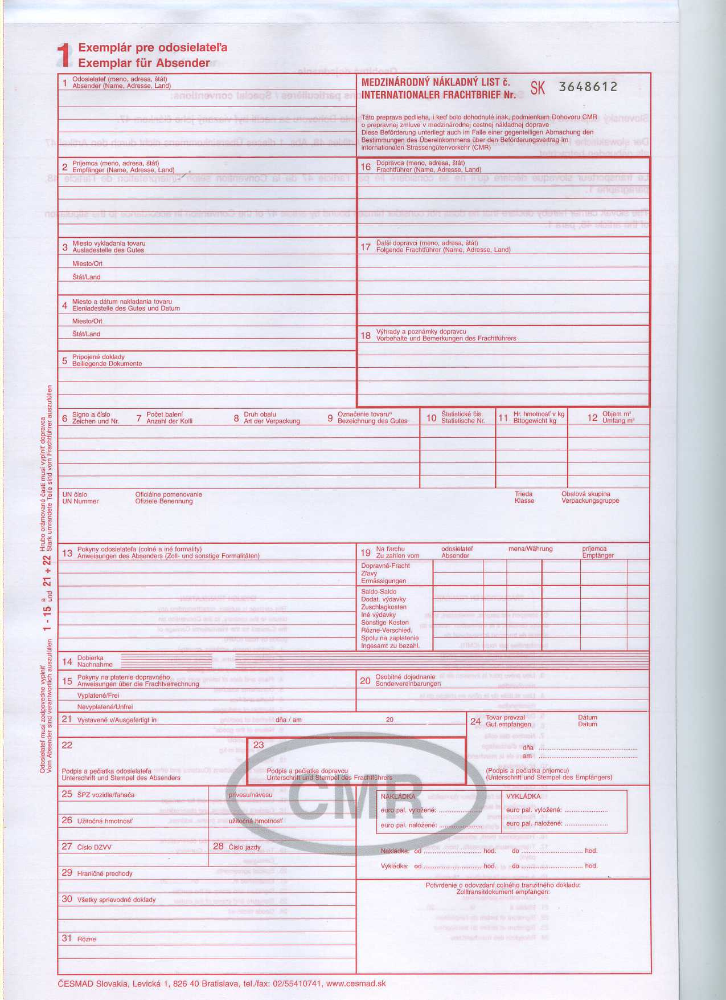 1
Exemplár pre odosielateľa
Exemplar für Absender
1 Odosielateľ (meno, adresa, štát)
Absender (Name, Adresse, Land)
MEDZINÁRODNÝ NÁKLADNÝ LIST č.
INTERNATIONALER FRACHTBRIEF Nr.
SK 3648612
Táto preprava podlieha, i keď bolo dohodnuté inak, podmienkam Dohovoru CMR
o prepravnej zmluve v medzinárodnej cestnej nákladnej doprave
Diese Beförderung unterliegt auch im Falle einer gegenteiligen Abmachung den
Bestimmungen des Übereinkommens über den Beförderungsvertrag im
internationalen Strassengütenverkehr (CMR)
2 Príjemca (meno, adresa, štát)
Empfänger (Name, Adresse, Land)
16 Dopravca (meno, adresa, štát)
Frachtführer (Name, Adresse, Land)
3 Miesto vykladania tovaru
Ausladestelle des Gutes
Miesto/Ort
Štát/Land
17 Ďalší dopravci (meno, adresa, štát)
Folgende Frachtführer (Name, Adresse, Land)
4 Miesto a dátum nakladania tovaru
Eienladestelle des Gutes und Datum
Miesto/Ort
Štát/Land
18 Výhrady a poznámky dopravcu
Vorbehalte und Bemerkungen des Frachtführers
5 Pripojené doklady
Beiliegende Dokumente
6 Signo a číslo
Zeichen und Nr.
7 Počet balení
Anzahl der Kolli
8 Druh obalu
Art der Verpackung
9 Označenie tovaru
Bezeichnung des Gutes
10 Štatistické čís.
Statistische Nr.
11 Hr. hmotnosť v kg
Bttogewicht kg
12 Objem m³
Umfang m³
UN číslo
UN Nummer
Oficiálne pomenovanie
Ofiziele Benennung
Trieda
Klasse
Obalová skupina
Verpackungsgruppe
13 Pokyny odosielateľa (colné a iné formality)
Anweisungen des Absenders (Zoll- und sonstige Formalitäten)
19 Na ťarchu
Zu zahlen vom
odosielateľ
Absender
mena/Währung
príjemca
Empfänger
Dopravné-Fracht
Zľavy
Ermässigungen
Saldo-Saldo
Dodat. výdavky
Zuschlagkosten
Iné výdavky
Sonstige Kosten
Rôzne-Verschied.
Spolu na zaplatenie
Ingesamt zu bezahl.
14 Dobierka
Nachnahme
15 Pokyny na platenie dopravného
Anweisungen über die Frachtverrechnung
Vyplatené/Frei
Nevyplatené/Unfrei
20 Osobitné dojednanie
Sondervereinbarungen
21 Vystavené v/Ausgefertigt in dňa / am 20
24 Tovar prevzal
Gut empfangen
Dátum
Datum
dňa
am
(Podpis a pečiatka príjemcu)
(Unterschrift und Stempel des Empfängers)
22
Podpis a pečiatka odosielateľa
Unterschrift und Stempel des Absenders
23
Podpis a pečiatka dopravcu
Unterschrift und Stempel des Frachtführers
CMR
25 ŠPZ vozidla/ťahača prívesu/návesu
26 Užitočná hmotnosť užitočná hmotnosť
27 Číslo DZVV 28 Číslo jazdy
29 Hraničné prechody
30 Všetky sprievodné doklady
31 Rôzne
NAKLÁDKA
euro pal. vyložené:
euro pal. naložené:
VYKLÁDKA
euro pal. vyložené:
euro pal. naložené:
Nakládka: od hod. do hod.
Vykládka: od hod. do hod.
Potvrdenie o odovzdaní colného tranzitného dokladu:
Zolltransitdokument empfangen:
Odosielateľ musí zodpovedne vyplniť 1 - 15 a 21 + 22 Hrubo orámované časti musí vyplniť dopravca
Vom Absender sind verantwortlich auszufüllen und Stark umrandete Teile sind vom Frachtführer auszufüllen
ČESMAD Slovakia, Levická 1, 826 40 Bratislava, tel./fax: 02/55410741, www.cesmad.sk